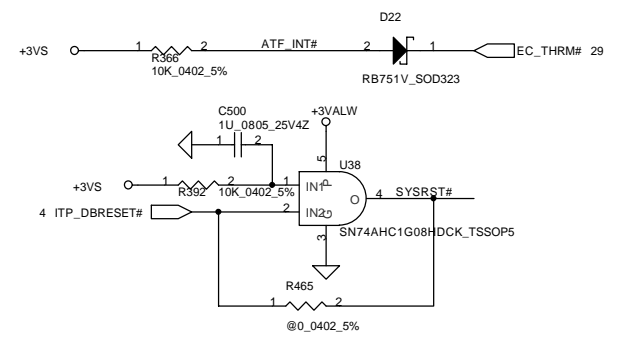 D22
+3VS 1 2 ATF_INT# 2 1 EC_THRM# 29
R366
10K_0402_5%
RB751V_SOD323
C500
1U_0805_25V4Z
+3VALW
1 2
5
U38
+3VS 1 2 1 IN1 P
R392 10K_0402_5%
O 4 SYSRST#
4 ITP_DBRESET# 2 IN2 G
3
SN74AHC1G08HDCK_TSSOP5
R465
1 2
@0_0402_5%